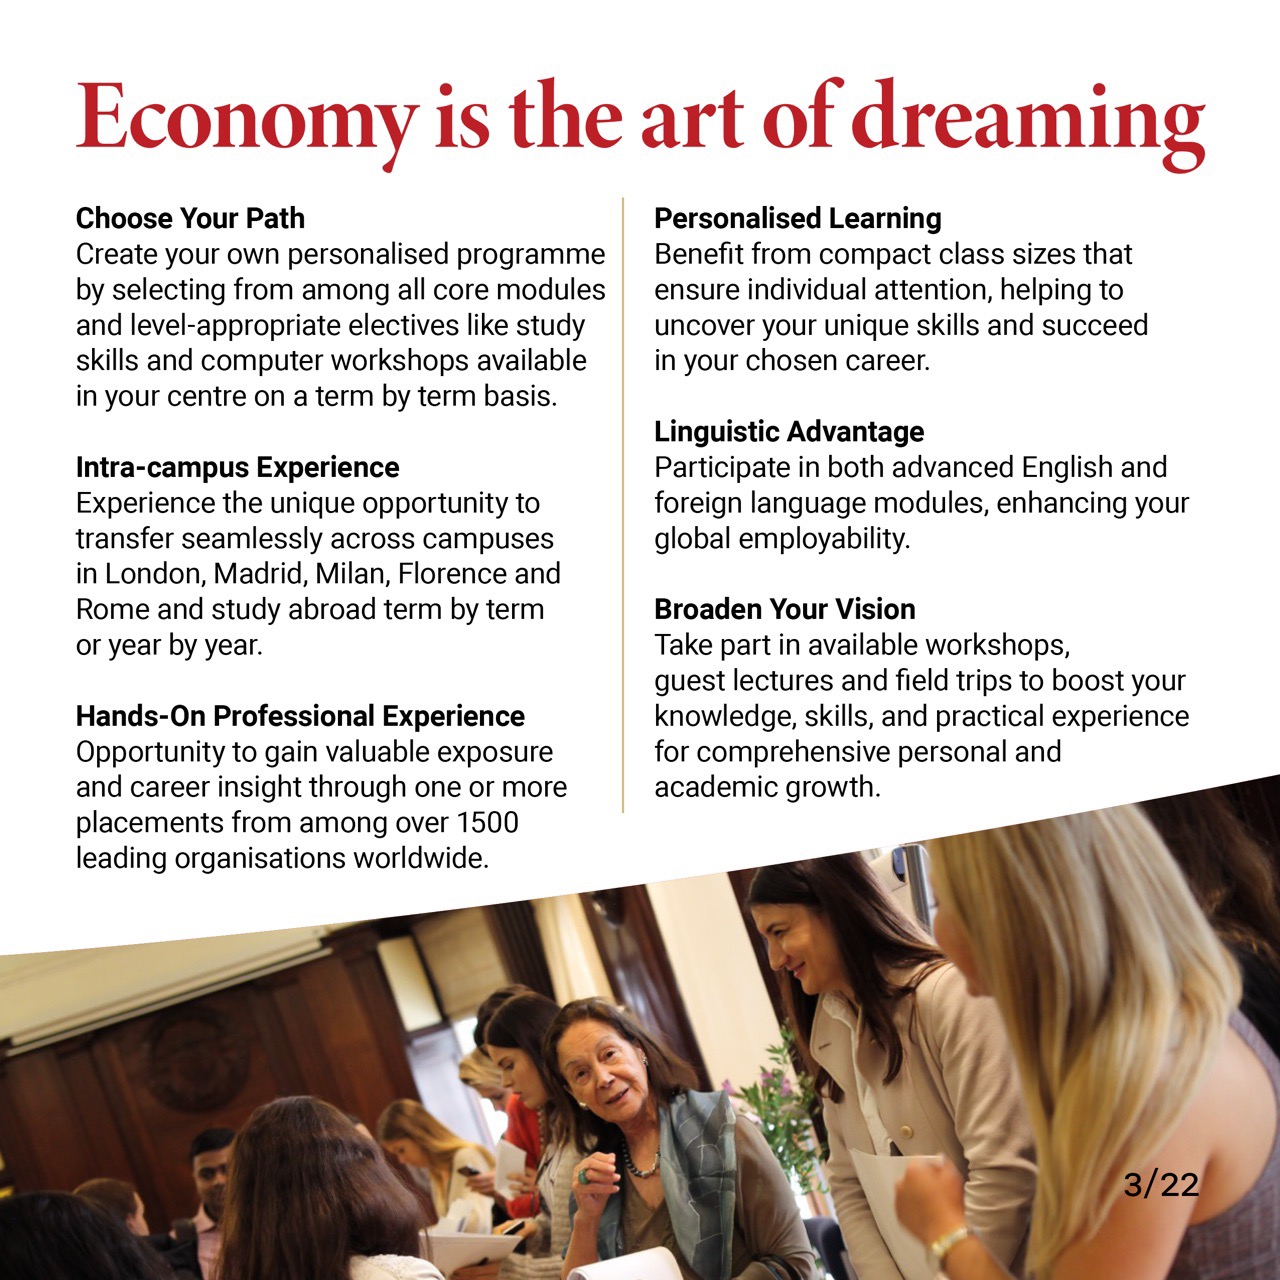 Economy is the art of dreaming
Choose Your Path
Create your own personalised programme
by selecting from among all core modules
and level-appropriate electives like study
skills and computer workshops available
in your centre on a term by term basis.
Intra-campus Experience
Experience the unique opportunity to
transfer seamlessly across campuses
in London, Madrid, Milan, Florence and
Rome and study abroad term by term
or year by year.
Hands-On Professional Experience
Opportunity to gain valuable exposure
and career insight through one or more
placements from among over 1500
leading organisations worldwide.
Personalised Learning
Benefit from compact class sizes that
ensure individual attention, helping to
uncover your unique skills and succeed
in your chosen career.
Linguistic Advantage
Participate in both advanced English and
foreign language modules, enhancing your
global employability.
Broaden Your Vision
Take part in available workshops,
guest lectures and field trips to boost your
knowledge, skills, and practical experience
for comprehensive personal and
academic growth.
3/22